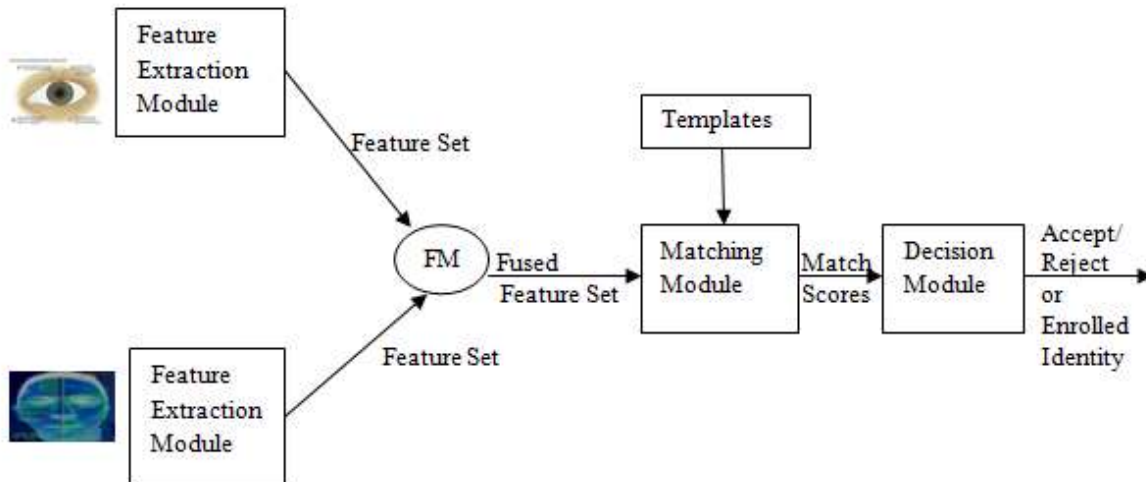 Feature
Extraction
Module
Feature Set
Templates
FM
Fused
Feature Set
Matching
Module
Match
Scores
Decision
Module
Accept/
Reject
or
Enrolled
Identity
Feature Set
Feature
Extraction
Module